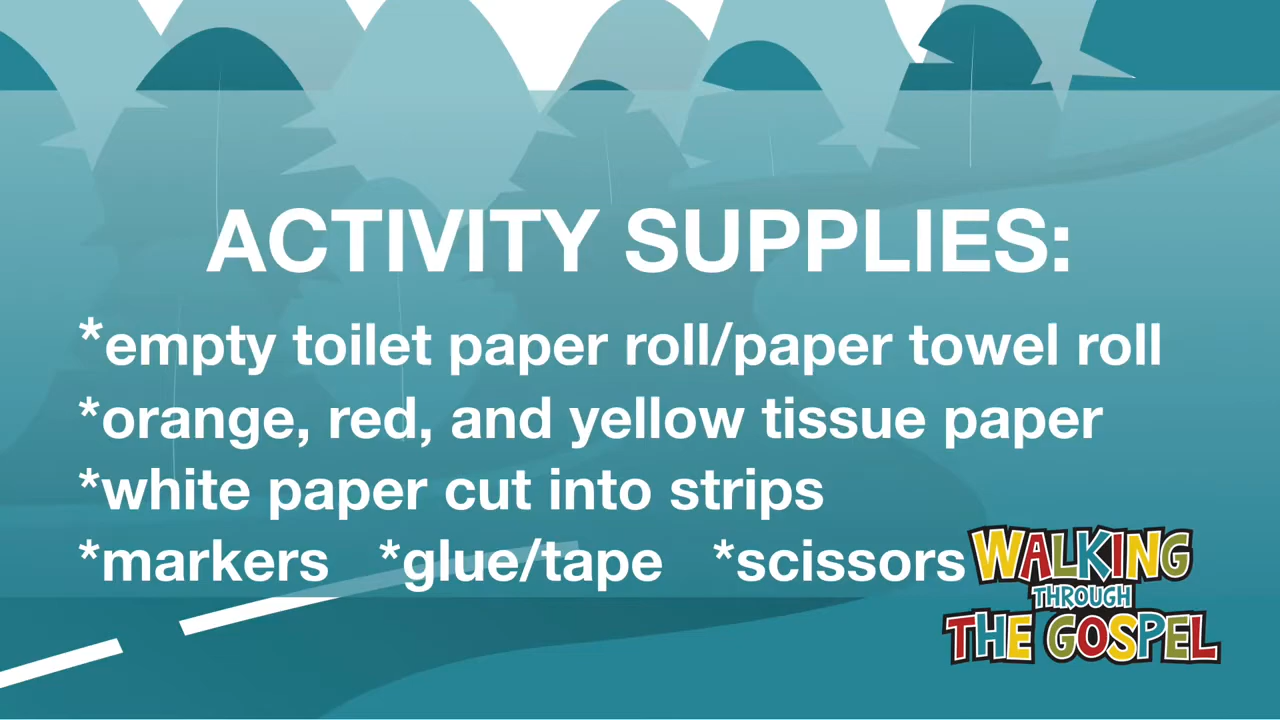 ACTIVITY SUPPLIES:
*empty toilet paper roll/paper towel roll
*orange, red, and yellow tissue paper
*white paper cut into strips
*markers *glue/tape *scissors
WALKING
THROUGH
THE GOSPEL